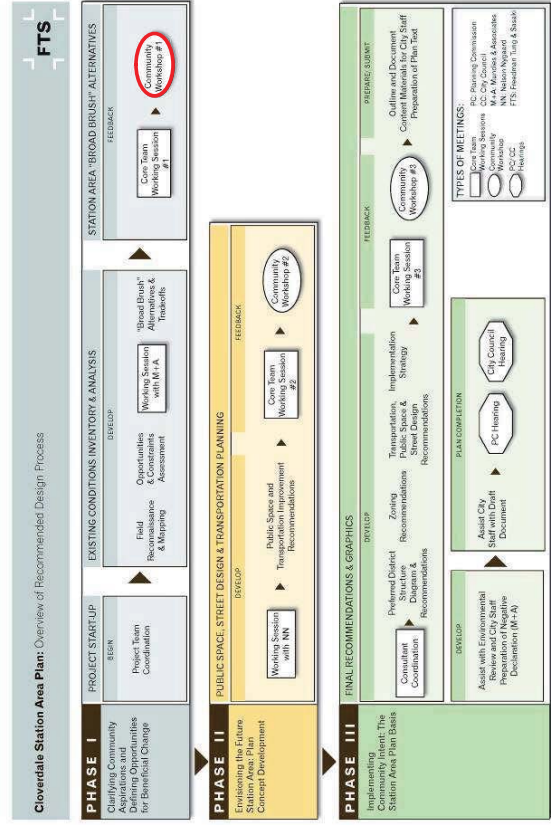 Cloverdale Station Area Plan: Overview of Recommended Design Process
FTS
PHASE I
Clarifying Community
Aspirations and
Defining Opportunities
for Beneficial Change
PROJECT START-UP
BEGIN
Project Team
Coordination
EXISTING CONDITIONS INVENTORY & ANALYSIS
DEVELOP
Field
Reconnaissance
& Mapping
Opportunities
& Constraints
Assessment
Working Session
with M+A
"Broad Brush"
Alternatives &
Tradeoffs
STATION AREA "BROAD BRUSH" ALTERNATIVES
FEEDBACK
Core Team
Working Session
#1
Community
Workshop #1
PHASE II
Envisioning the Future
Station Area: Plan
Concept Development
PUBLIC SPACE, STREET DESIGN & TRANSPORTATION PLANNING
DEVELOP
Working Session
with NN
Public Space and
Transportation Improvement
Recommendations
FEEDBACK
Core Team
Working Session
#2
Community
Workshop #2
PHASE III
Implementing
Community Intent: The
Station Area Plan Basis
FINAL RECOMMENDATIONS & GRAPHICS
DEVELOP
Consultant
Coordination
Preferred District
Structure
Diagram &
Recommendations
Zoning
Recommendations
Transportation,
Public Space &
Street Design
Recommendations
Implementation
Strategy
FEEDBACK
Core Team
Working Session
#3
Community
Workshop #3
PREPARE/SUBMIT
Outline and Document
Content Materials for City Staff
Preparation of Plan Text
DEVELOP
Assist with Environmental
Review and City Staff
Preparation of Negative
Declaration (M+A)
PLAN COMPLETION
Assist City
Staff with Draft
Document
PC Hearing
City Council
Hearing
TYPES OF MEETINGS:
Core Team
Working Sessions
Community
Workshop
PC/CC
Hearings
PC: Planning Commission
CC: City Council
M+A: Mundies & Associates
NN: Nelson Nygaard
FTS: Freedman Tung & Sasaki